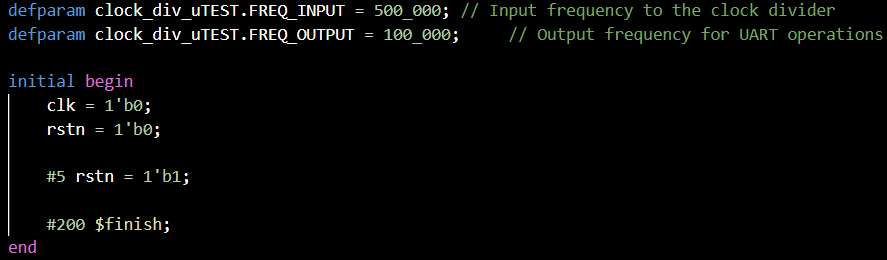 defparam clock_div_uTEST.FREQ_INPUT = 500_000; // Input frequency to the clock divider
defparam clock_div_uTEST.FREQ_OUTPUT = 100_000;     // Output frequency for UART operations
initial begin
    clk = 1'b0;
    rstn = 1'b0;
    #5 rstn = 1'b1;
    #200 $finish;
end